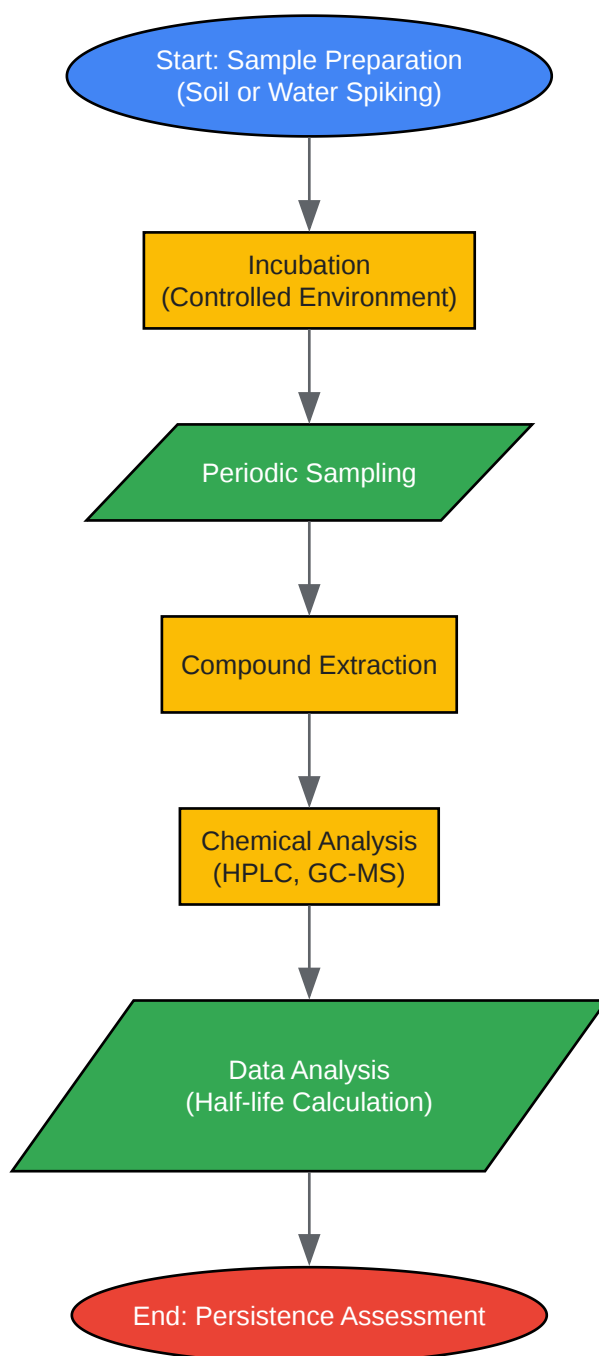 Start: Sample Preparation
(Soil or Water Spiking)
Incubation
(Controlled Environment)
Periodic Sampling
Compound Extraction
Chemical Analysis
(HPLC, GC-MS)
Data Analysis
(Half-life Calculation)
End: Persistence Assessment